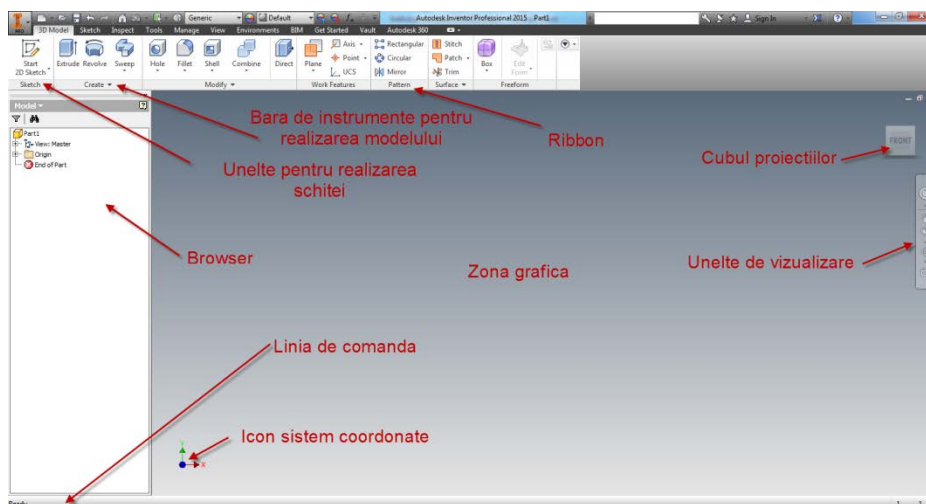 PRO
Generic
Default
Autodesk Inventor Professional 2015 Part1
Sign In
3D Model Sketch Inspect Tools Manage View Environments BIM Get Started Vault Autodesk 360
Start
2D Sketch
Extrude Revolve Sweep
Hole Fillet Shell Combine Direct
Plane
Axis
Point
UCS
Rectangular
Circular
Mirror
Stitch
Patch
Trim
Box
Edit
Form
Sketch Create Modify Work Features Pattern Surface Freeform
Model
Part1
View: Master
Origin
End of Part
Bara de instrumente pentru
realizarea modelului
Ribbon
FRONT
Cubul proiectiilor
Unelte pentru realizarea
schitei
Browser
Zona grafica
Unelte de vizualizare
Linia de comanda
Icon sistem coordonate
Y
X
Ready
1 1